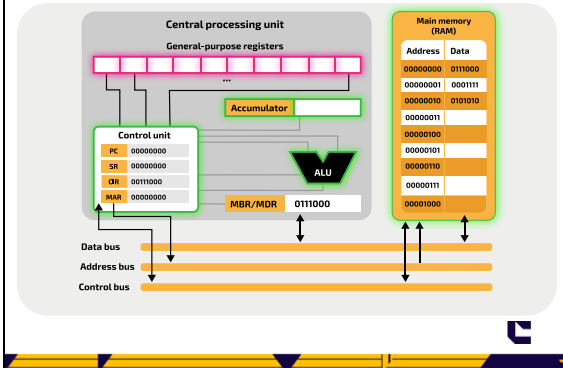 Central processing unit
General-purpose registers
...
Accumulator
Control unit
PC 00000000
SR 00000000
CIR 00111000
MAR 00000000
ALU
MBR/MDR 0111000
Main memory
(RAM)
Address Data
00000000 0111000
00000001 0001111
00000010 0101010
00000011
00000100
00000101
00000110
00000111
00001000
Data bus
Address bus
Control bus